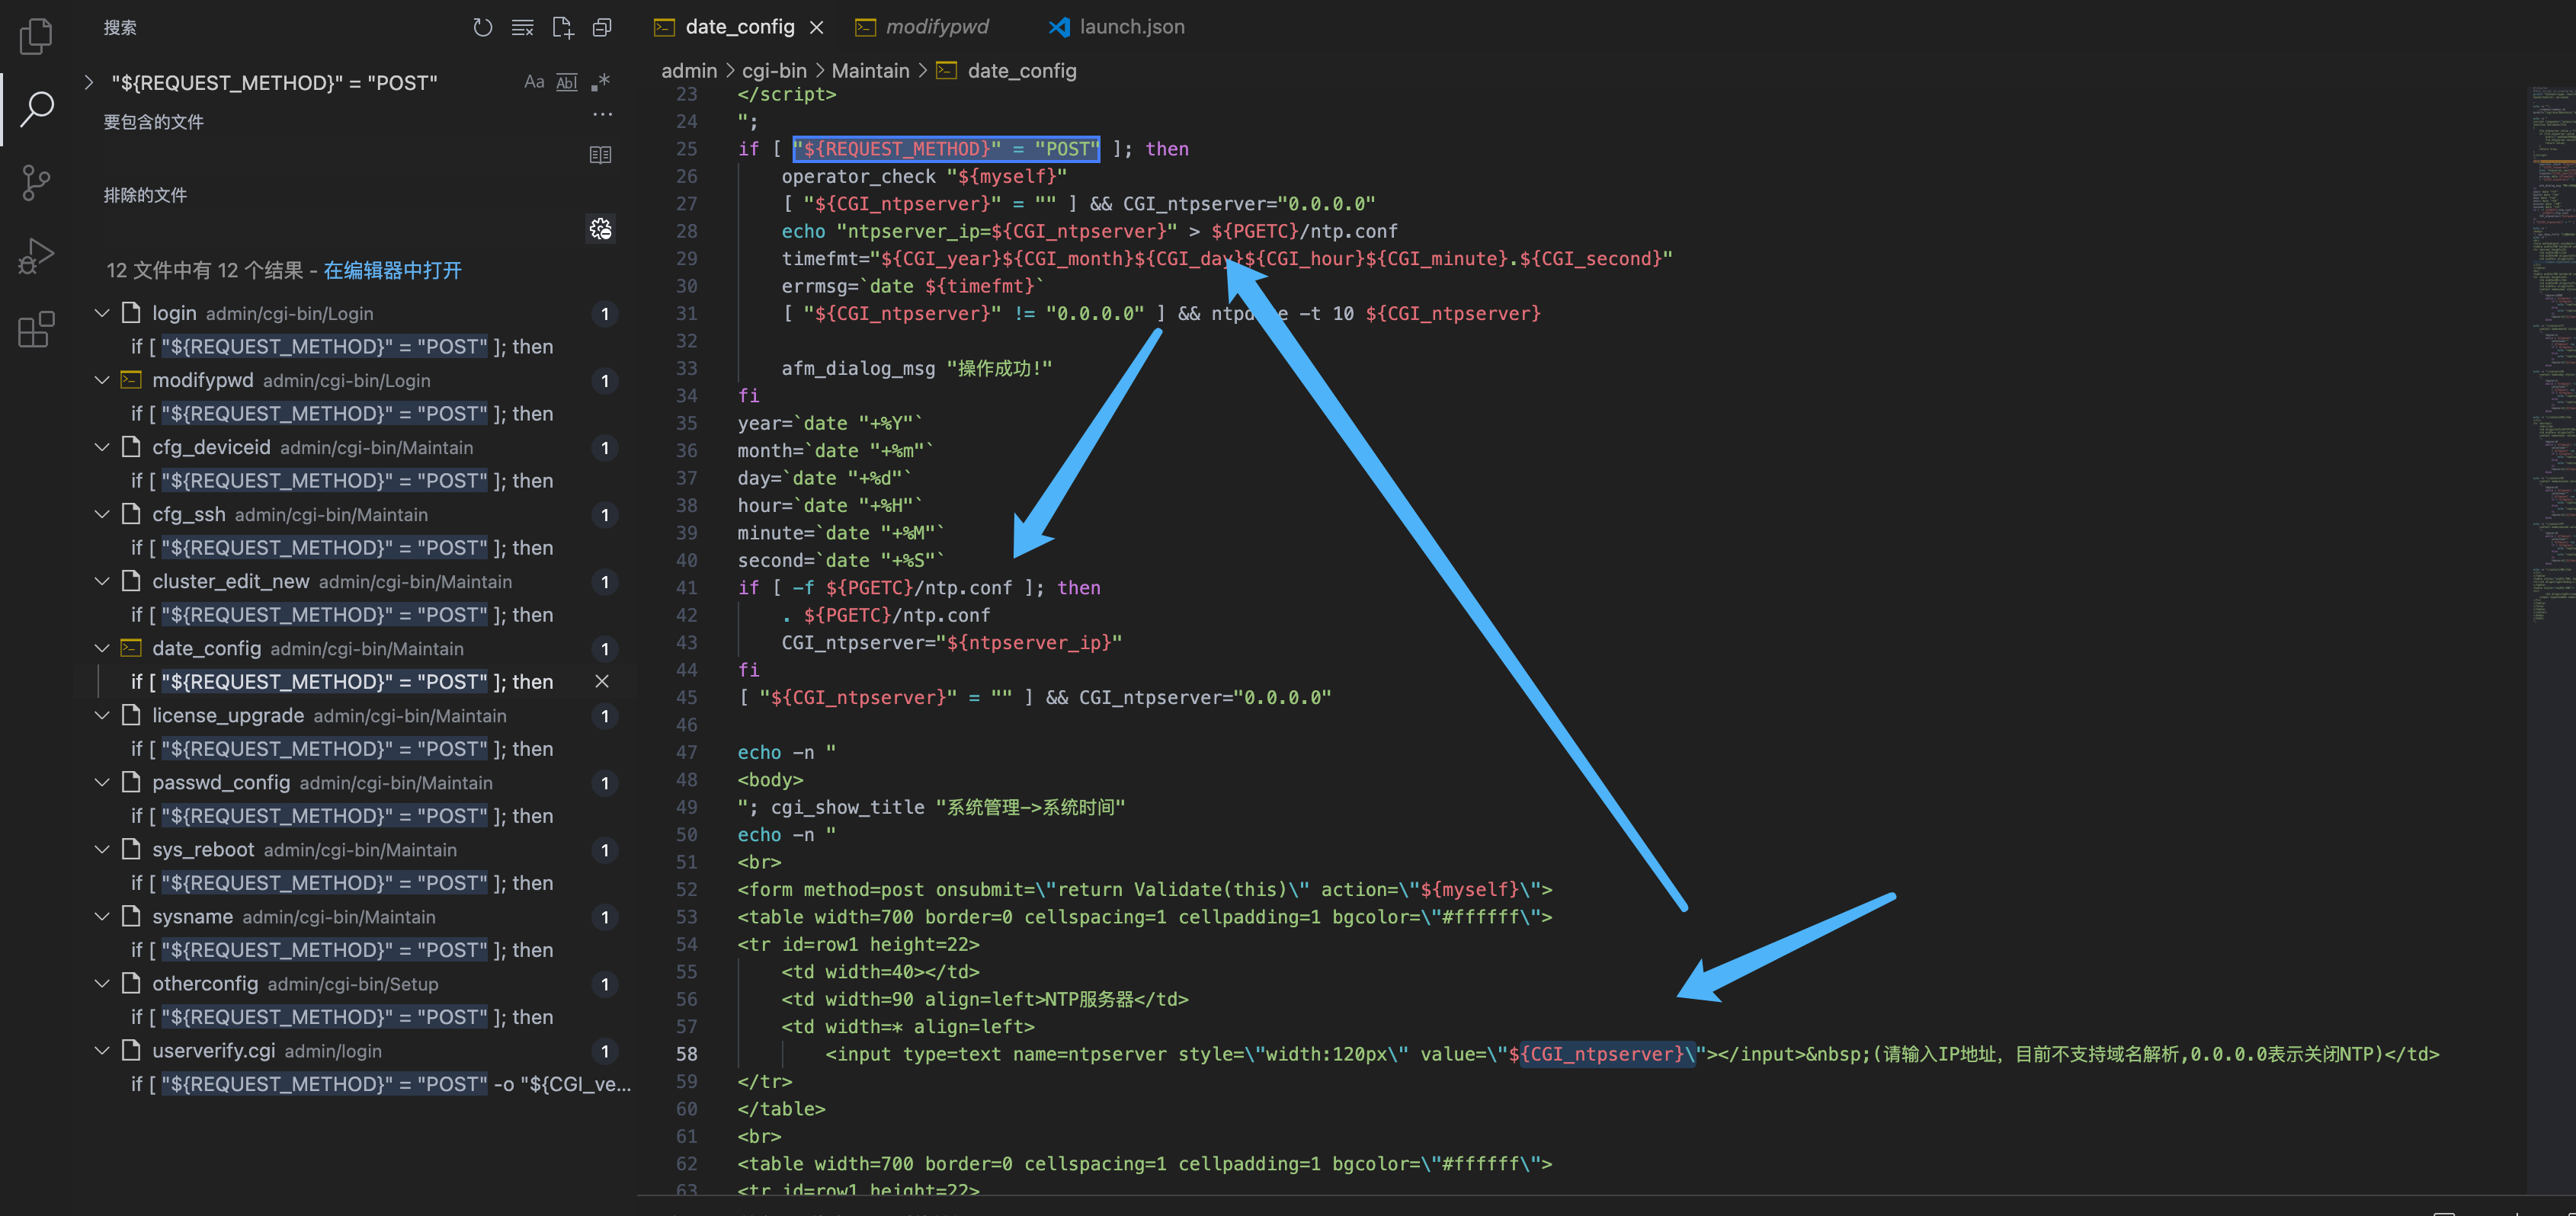 搜索
"${REQUEST_METHOD}" = "POST"
Aa
Abl
要包含的文件
排除的文件
12 文件中有 12 个结果 - 在编辑器中打开
login admin/cgi-bin/Login 1
if [ "${REQUEST_METHOD}" = "POST" ]; then
modifypwd admin/cgi-bin/Login 1
if [ "${REQUEST_METHOD}" = "POST" ]; then
cfg_deviceid admin/cgi-bin/Maintain 1
if [ "${REQUEST_METHOD}" = "POST" ]; then
cfg_ssh admin/cgi-bin/Maintain 1
if [ "${REQUEST_METHOD}" = "POST" ]; then
cluster_edit_new admin/cgi-bin/Maintain 1
if [ "${REQUEST_METHOD}" = "POST" ]; then
date_config admin/cgi-bin/Maintain 1
if [ "${REQUEST_METHOD}" = "POST" ]; then
license_upgrade admin/cgi-bin/Maintain 1
if [ "${REQUEST_METHOD}" = "POST" ]; then
passwd_config admin/cgi-bin/Maintain 1
if [ "${REQUEST_METHOD}" = "POST" ]; then
sys_reboot admin/cgi-bin/Maintain 1
if [ "${REQUEST_METHOD}" = "POST" ]; then
sysname admin/cgi-bin/Maintain 1
if [ "${REQUEST_METHOD}" = "POST" ]; then
otherconfig admin/cgi-bin/Setup 1
if [ "${REQUEST_METHOD}" = "POST" ]; then
userverify.cgi admin/login 1
if [ "${REQUEST_METHOD}" = "POST" -o "${CGI_ve...
date_config
modifypwd
launch.json
admin > cgi-bin > Maintain > date_config
23 </script>
24 ";
25 if [ "${REQUEST_METHOD}" = "POST" ]; then
26 operator_check "${myself}"
27 [ "${CGI_ntpserver}" = "" ] && CGI_ntpserver="0.0.0.0"
28 echo "ntpserver_ip=${CGI_ntpserver}" > ${PGETC}/ntp.conf
29 timefmt="${CGI_year}${CGI_month}${CGI_day}${CGI_hour}${CGI_minute}.${CGI_second}"
30 errmsg=`date ${timefmt}`
31 [ "${CGI_ntpserver}" != "0.0.0.0" ] && -t 10 ${CGI_ntpserver}
32
33 afm_dialog_msg "操作成功!"
34 fi
35 year=`date "+%Y"`
36 month=`date "+%m"`
37 day=`date "+%d"`
38 hour=`date "+%H"`
39 minute=`date "+%M"`
40 second=`date "+%S"`
41 if [ -f ${PGETC}/ntp.conf ]; then
42 . ${PGETC}/ntp.conf
43 CGI_ntpserver="${ntpserver_ip}"
44 fi
45 [ "${CGI_ntpserver}" = "" ] && CGI_ntpserver="0.0.0.0"
46
47 echo -n "
48 <body>
49 "; cgi_show_title "系统管理->系统时间"
50 echo -n "
51 <br>
52 <form method=post onsubmit=\"return Validate(this)\" action=\"${myself}\">
53 <table width=700 border=0 cellspacing=1 cellpadding=1 bgcolor=\"#ffffff\">
54 <tr id=row1 height=22>
55 <td width=40></td>
56 <td width=90 align=left>NTP服务器</td>
57 <td width=* align=left>
58 <input type=text name=ntpserver style=\"width:120px\" value=\"${CGI_ntpserver}\"></input>&nbsp;(请输入IP地址, 目前不支持域名解析,0.0.0.0表示关闭NTP)</td>
59 </tr>
60 </table>
61 <br>
62 <table width=700 border=0 cellspacing=1 cellpadding=1 bgcolor=\"#ffffff\">
63 <tr id=row1 height=22>